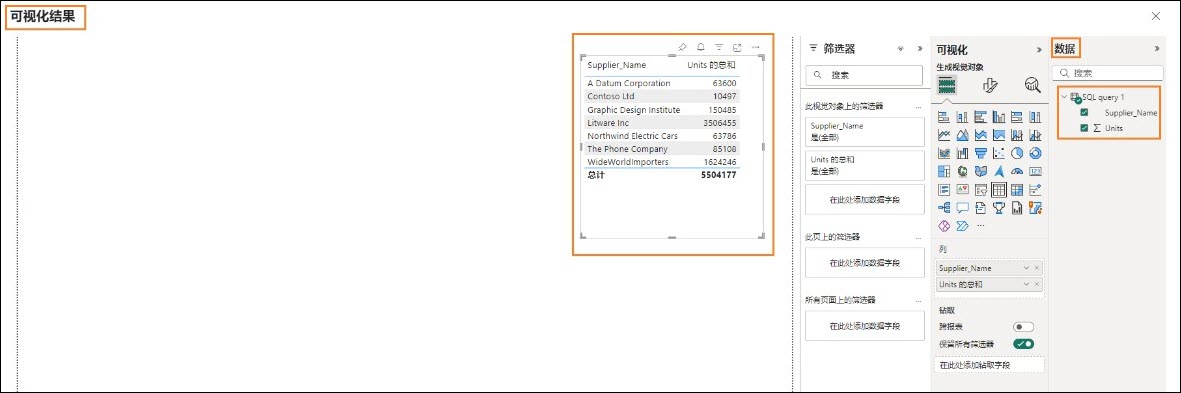 可视化结果
Supplier_Name Units 的总和
A Datum Corporation 63600
Contoso Ltd 10497
Graphic Design Institute 150485
Litware Inc 3506455
Northwind Electric Cars 63786
The Phone Company 85108
WideWorldImporters 1624246
总计 5504177
筛选器
搜索
此视觉对象上的筛选器 ...
Supplier_Name
是(全部)
Units 的总和
是(全部)
在此处添加数据字段
此页上的筛选器 ...
在此处添加数据字段
所有页面上的筛选器 ...
在此处添加数据字段
可视化
生成视觉对象
123
...
列
Supplier_Name
Units 的总和
钻取
跨报表
保留所有筛选器
在此处添加钻取字段
数据
搜索
SQL query 1
Supplier_Name
Units